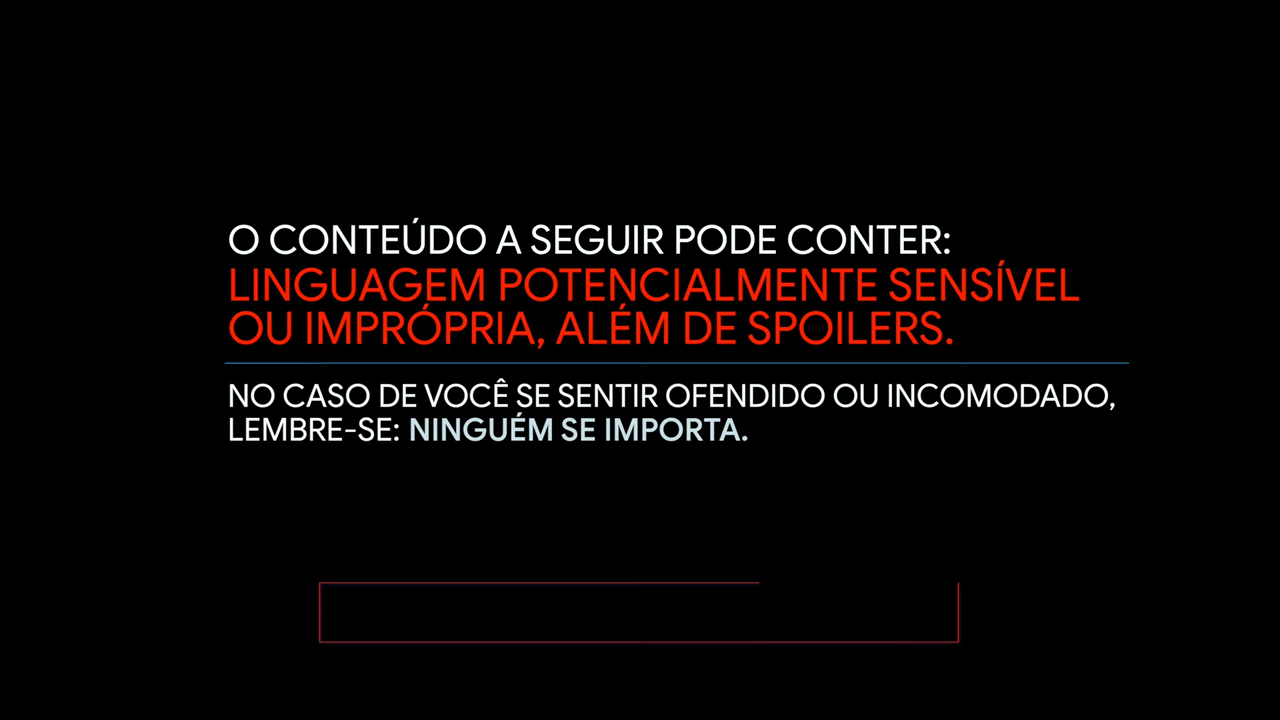 O CONTEÚDO A SEGUIR PODE CONTER:
LINGUAGEM POTENCIALMENTE SENSÍVEL
OU IMPRÓPRIA, ALÉM DE SPOILERS.
NO CASO DE VOCÊ SE SENTIR OFENDIDO OU INCOMODADO,
LEMBRE-SE: NINGUÉM SE IMPORTA.